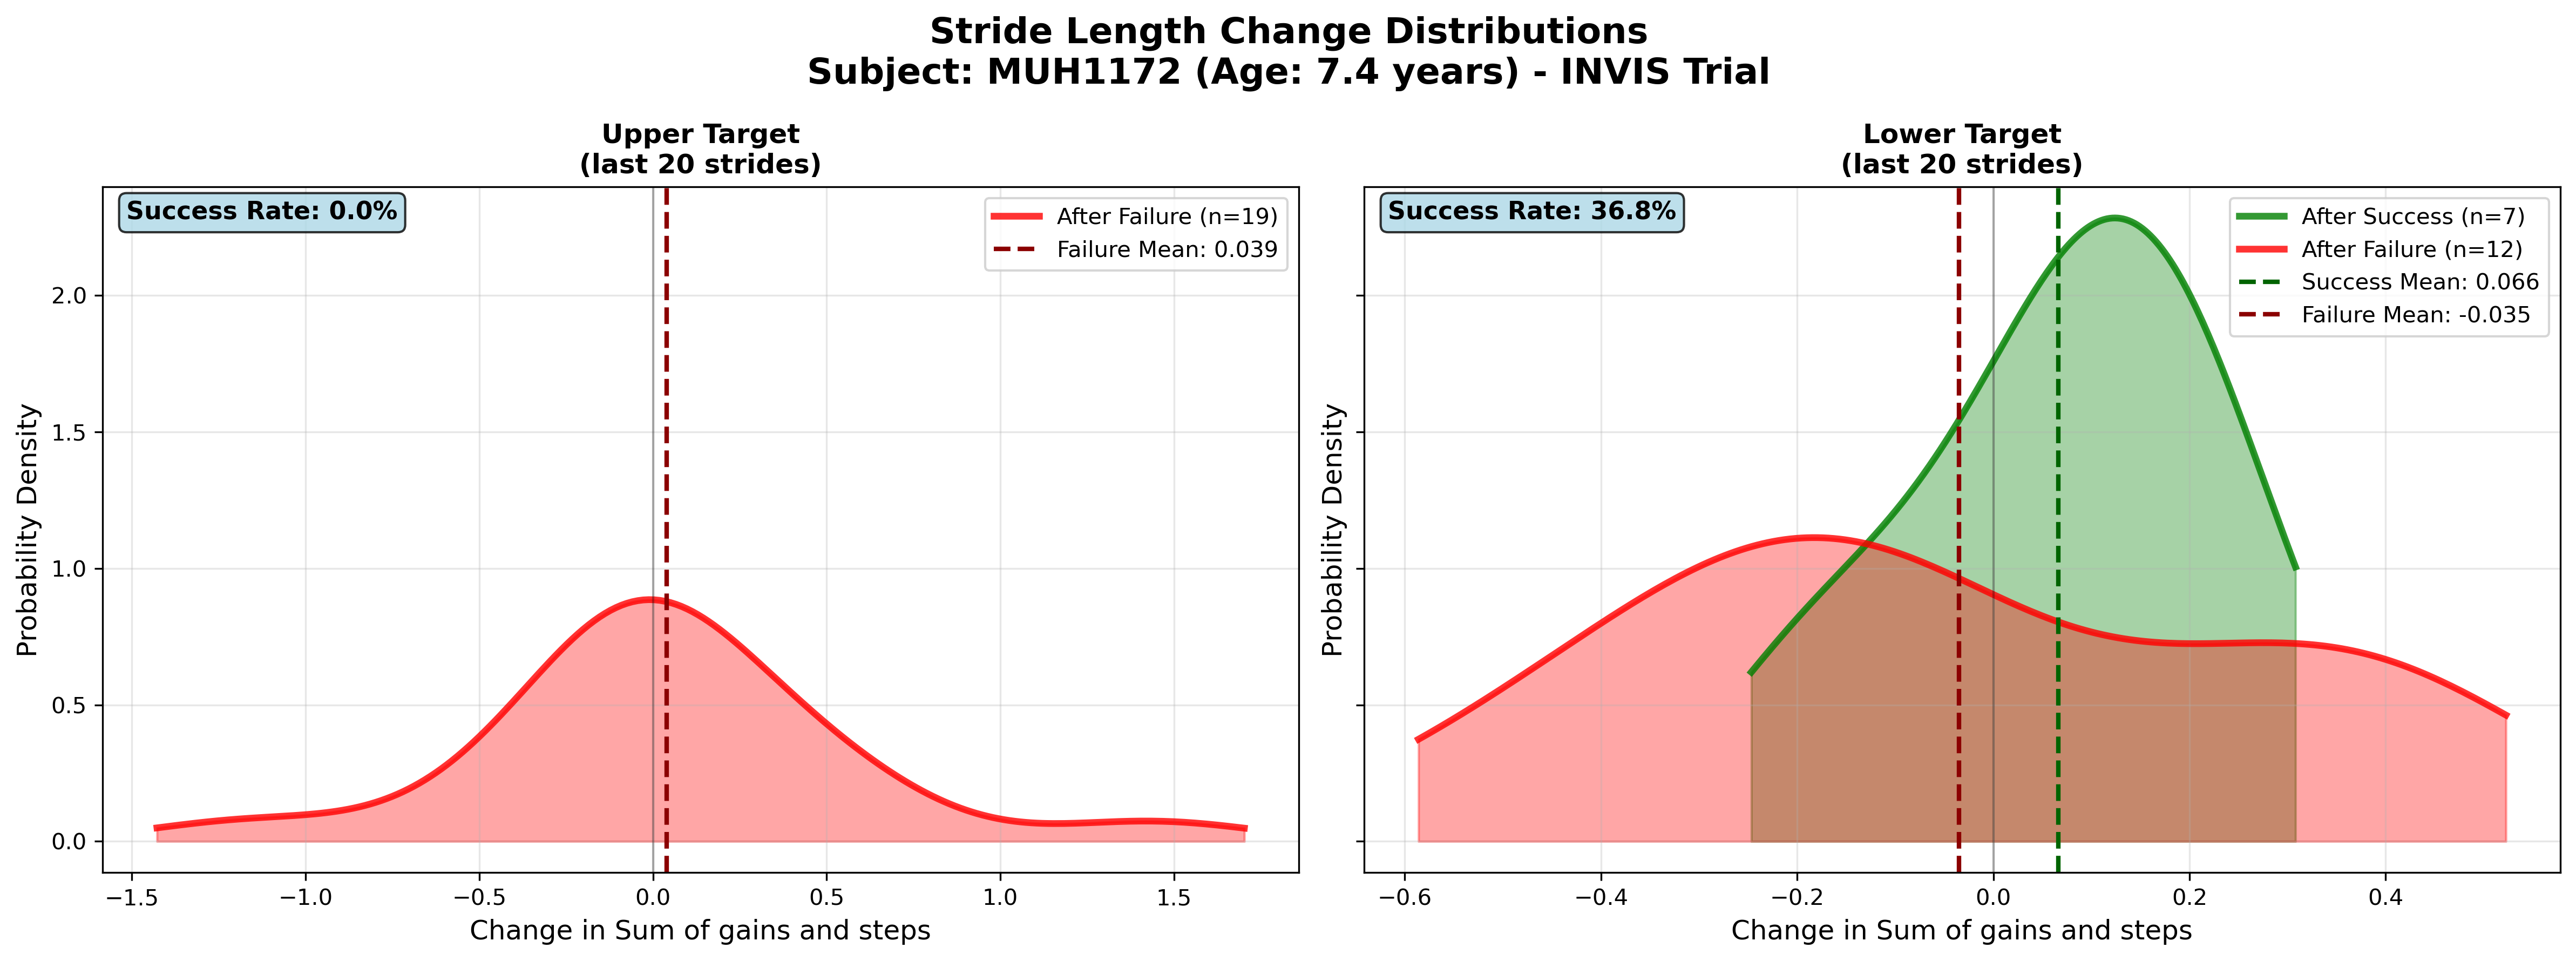 Stride Length Change Distributions
Subject: MUH1172 (Age: 7.4 years) - INVIS Trial
Upper Target
(last 20 strides)
Success Rate: 0.0%
After Failure (n=19)
Failure Mean: 0.039
Probability Density
2.0
1.5
1.0
0.5
0.0
−1.5
−1.0
−0.5
0.0
0.5
1.0
1.5
Change in Sum of gains and steps
Lower Target
(last 20 strides)
Success Rate: 36.8%
After Success (n=7)
After Failure (n=12)
Success Mean: 0.066
Failure Mean: -0.035
Probability Density
−0.6
−0.4
−0.2
0.0
0.2
0.4
Change in Sum of gains and steps